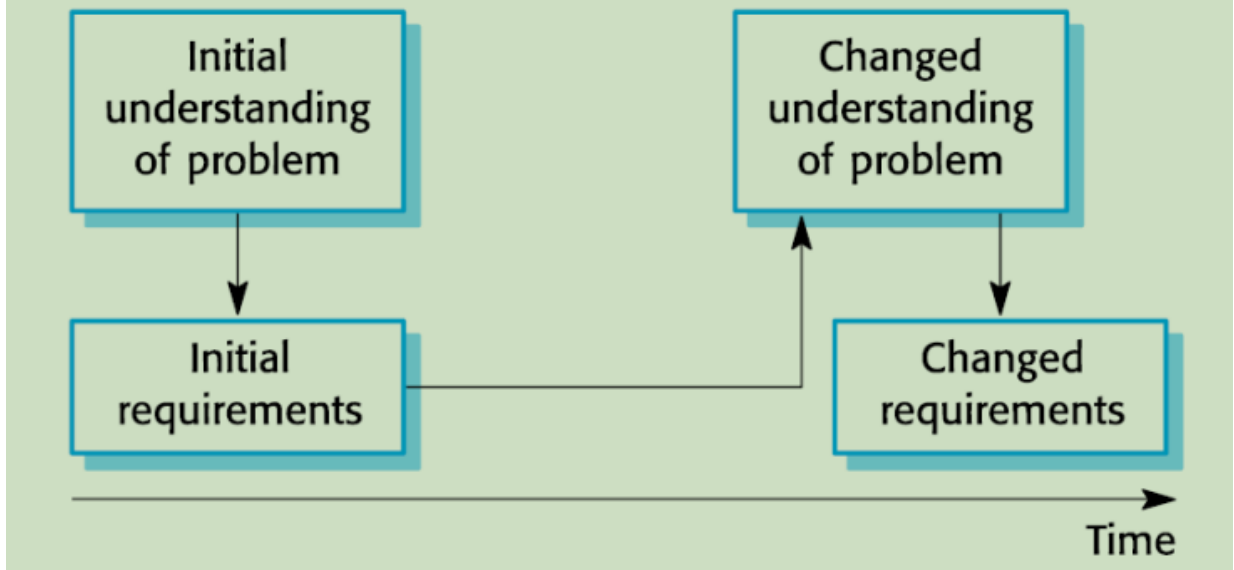 Initial
understanding
of problem
Initial
requirements
Changed
understanding
of problem
Changed
requirements
Time